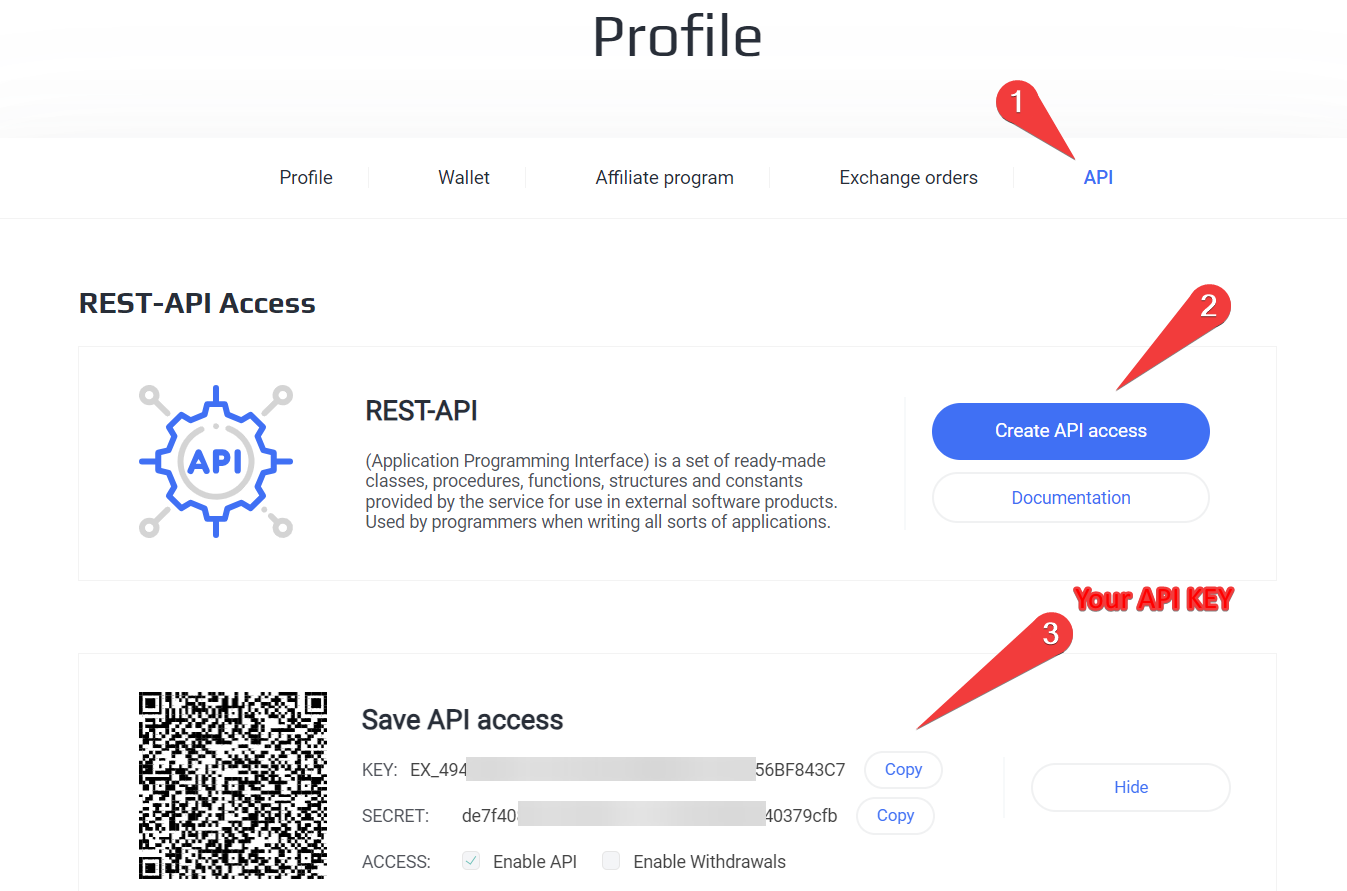 Profile
1
Profile
Wallet
Affiliate program
Exchange orders
API
REST-API Access
2
API
REST-API
(Application Programming Interface) is a set of ready-made
classes, procedures, functions, structures and constants
provided by the service for use in external software products.
Used by programmers when writing all sorts of applications.
Create API access
Documentation
Your API KEY
3
Save API access
KEY: EX_494 56BF843C7 Copy
Hide
SECRET: de7f40 40379cfb Copy
ACCESS: Enable API Enable Withdrawals